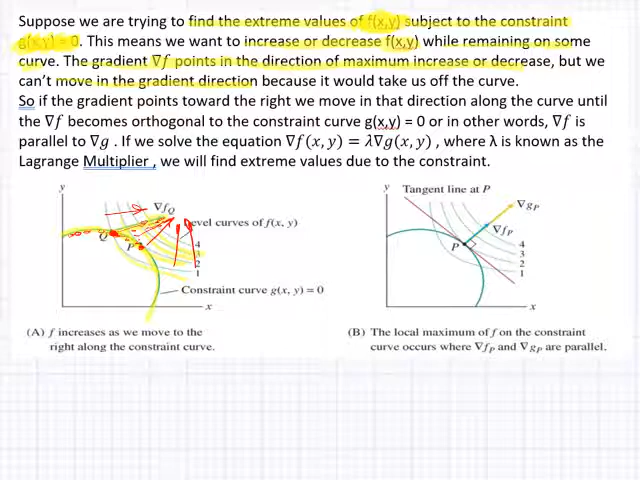 Suppose we are trying to find the extreme values of f(x,y) subject to the constraint
g(x,y) = 0. This means we want to increase or decrease f(x,y) while remaining on some
curve. The gradient ∇f points in the direction of maximum increase or decrease, but we
can't move in the gradient direction because it would take us off the curve.
So if the gradient points toward the right we move in that direction along the curve until
the ∇f becomes orthogonal to the constraint curve g(x,y) = 0 or in other words, ∇f is
parallel to ∇g . If we solve the equation ∇f(x, y) = λ∇g(x, y) , where λ is known as the
Lagrange Multiplier , we will find extreme values due to the constraint.
y
∇fQ
Level curves of f(x, y)
Q
P
4
3
2
1
Constraint curve g(x, y) = 0
x
(A) f increases as we move to the
right along the constraint curve.
y
Tangent line at P
∇gP
∇fP
P
4
3
2
1
x
(B) The local maximum of f on the constraint
curve occurs where ∇fP and ∇gP are parallel.